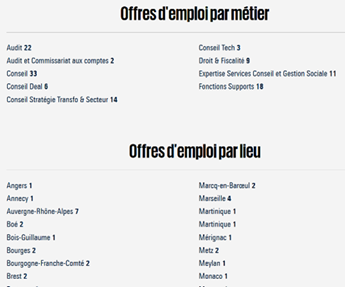 Offres d'emploi par métier
Audit 22
Audit et Commissariat aux comptes 2
Conseil 33
Conseil Deal 6
Conseil Stratégie Transfo & Secteur 14
Conseil Tech 3
Droit & Fiscalité 9
Expertise Services Conseil et Gestion Sociale 11
Fonctions Supports 18
Offres d'emploi par lieu
Angers 1
Annecy 1
Auvergne-Rhône-Alpes 7
Boé 2
Bois-Guillaume 1
Bourges 2
Bourgogne-Franche-Comté 2
Brest 2
Marcq-en-Barœul 2
Marseille 4
Martinique 1
Martinique 1
Mérignac 1
Metz 2
Meylan 1
Monaco 1